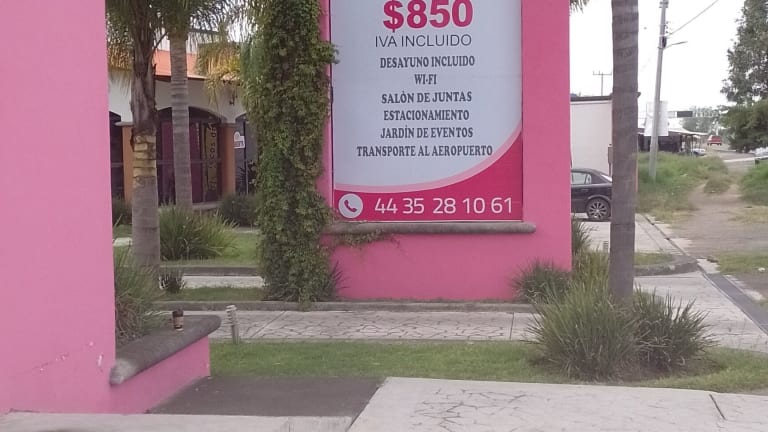 $850
IVA INCLUIDO
DESAYUNO INCLUIDO
WI-FI
SALÓN DE JUNTAS
ESTACIONAMIENTO
JARDÍN DE EVENTOS
TRANSPORTE AL AEROPUERTO
44 35 28 10 61